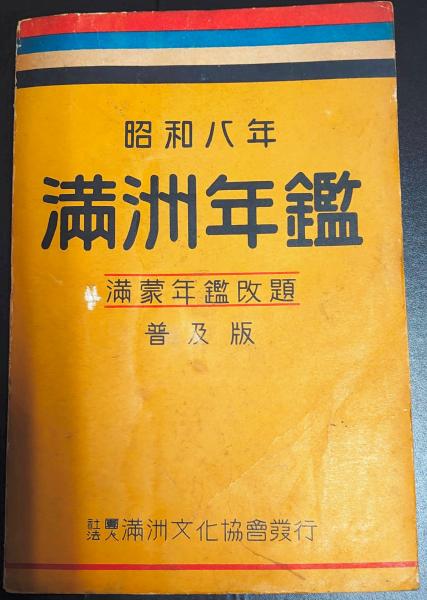 昭和八年
滿洲年鑑
滿蒙年鑑改題
普及版
社團法人滿洲文化協會發行